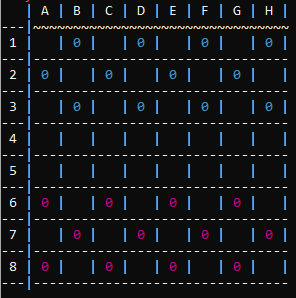 | A | B | C | D | E | F | G | H |
1 | | 0 | | 0 | | 0 | | 0 |
2 | 0 | | 0 | | 0 | | 0 | |
3 | | 0 | | 0 | | 0 | | 0 |
4 | | | | | | | | |
5 | | | | | | | | |
6 | 0 | | 0 | | 0 | | 0 | |
7 | | 0 | | 0 | | 0 | | 0 |
8 | 0 | | 0 | | 0 | | 0 | |